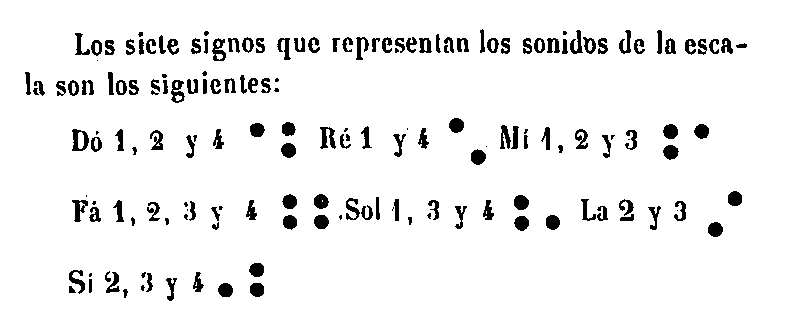 Los siete signos que representan los sonidos de la esca-
la son los siguientes:
Dó 1, 2 y 4 Ré 1 y 4 Mí 1, 2 y 3
Fá 1, 2, 3 y 4 .Sol 1, 3 y 4 La 2 y 3
Si 2, 3 y 4